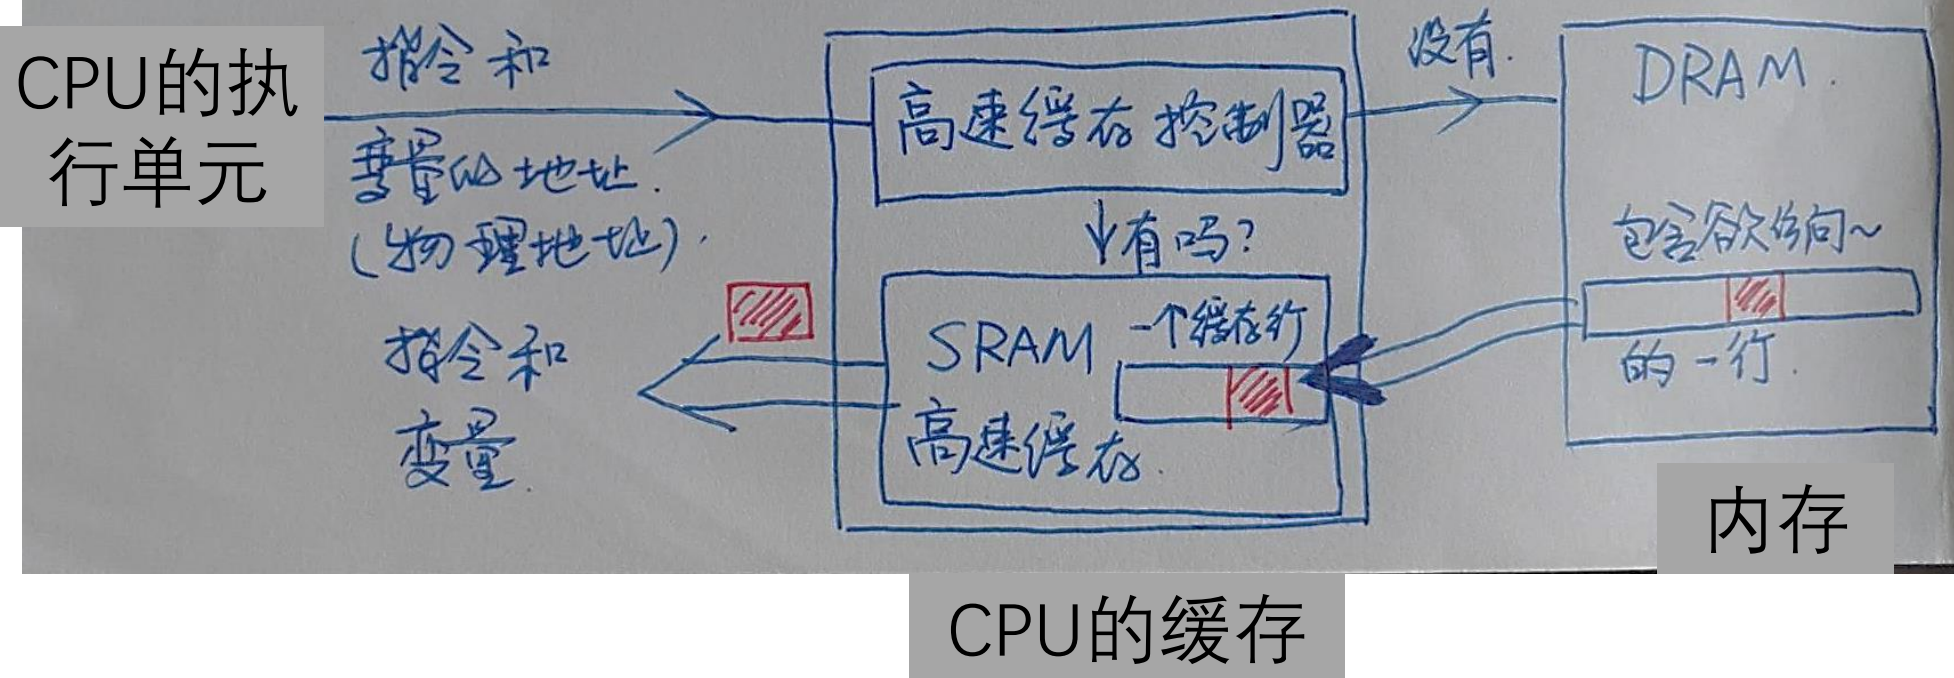 CPU的执
行单元
指令和
变量的地址.
(物理地址).
高速缓存控制器
没有.
DRAM.
有吗?
包含欲访问~
的一行.
SRAM
一个缓存行
高速缓存.
指令和
变量.
内存
CPU的缓存